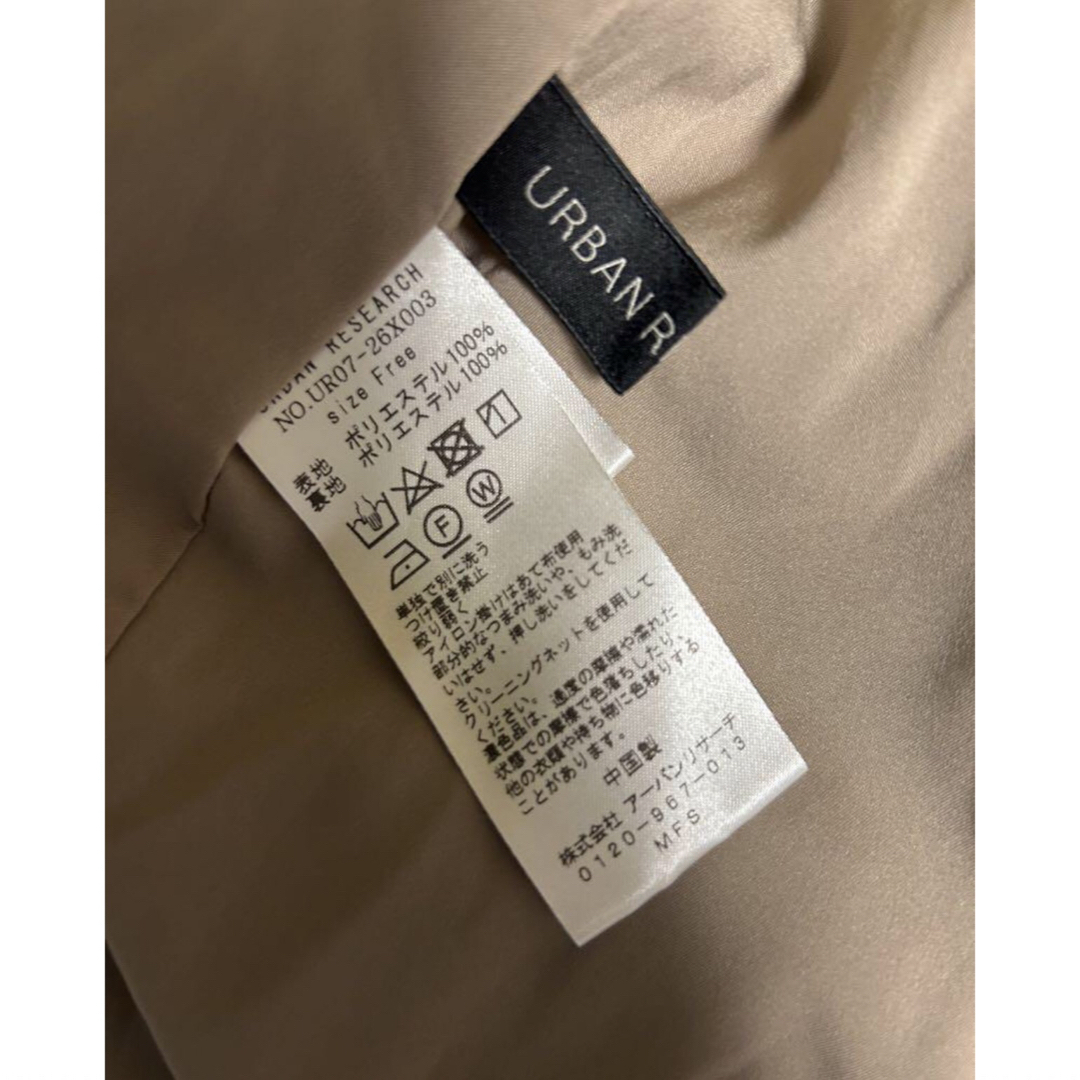 URBAN R
URBAN RESEARCH
NO.UR07-26X003
size Free
表地 ポリエステル100%
裏地 ポリエステル100%
F W
単独で別に洗う
つけ置き禁止
絞り弱く
アイロン掛けはあて布使用
部分的なつまみ洗いや、もみ洗
いはせず、押し洗いをしてくだ
さい。
クリーニングネットを使用して
ください。
濃色品は、過度の摩擦や濡れた
状態での摩擦で色落ちしたり、
他の衣類や持ち物に色移りする
ことがあります。
中国製
株式会社 アーバンリサーチ
0120-967-013
MFS